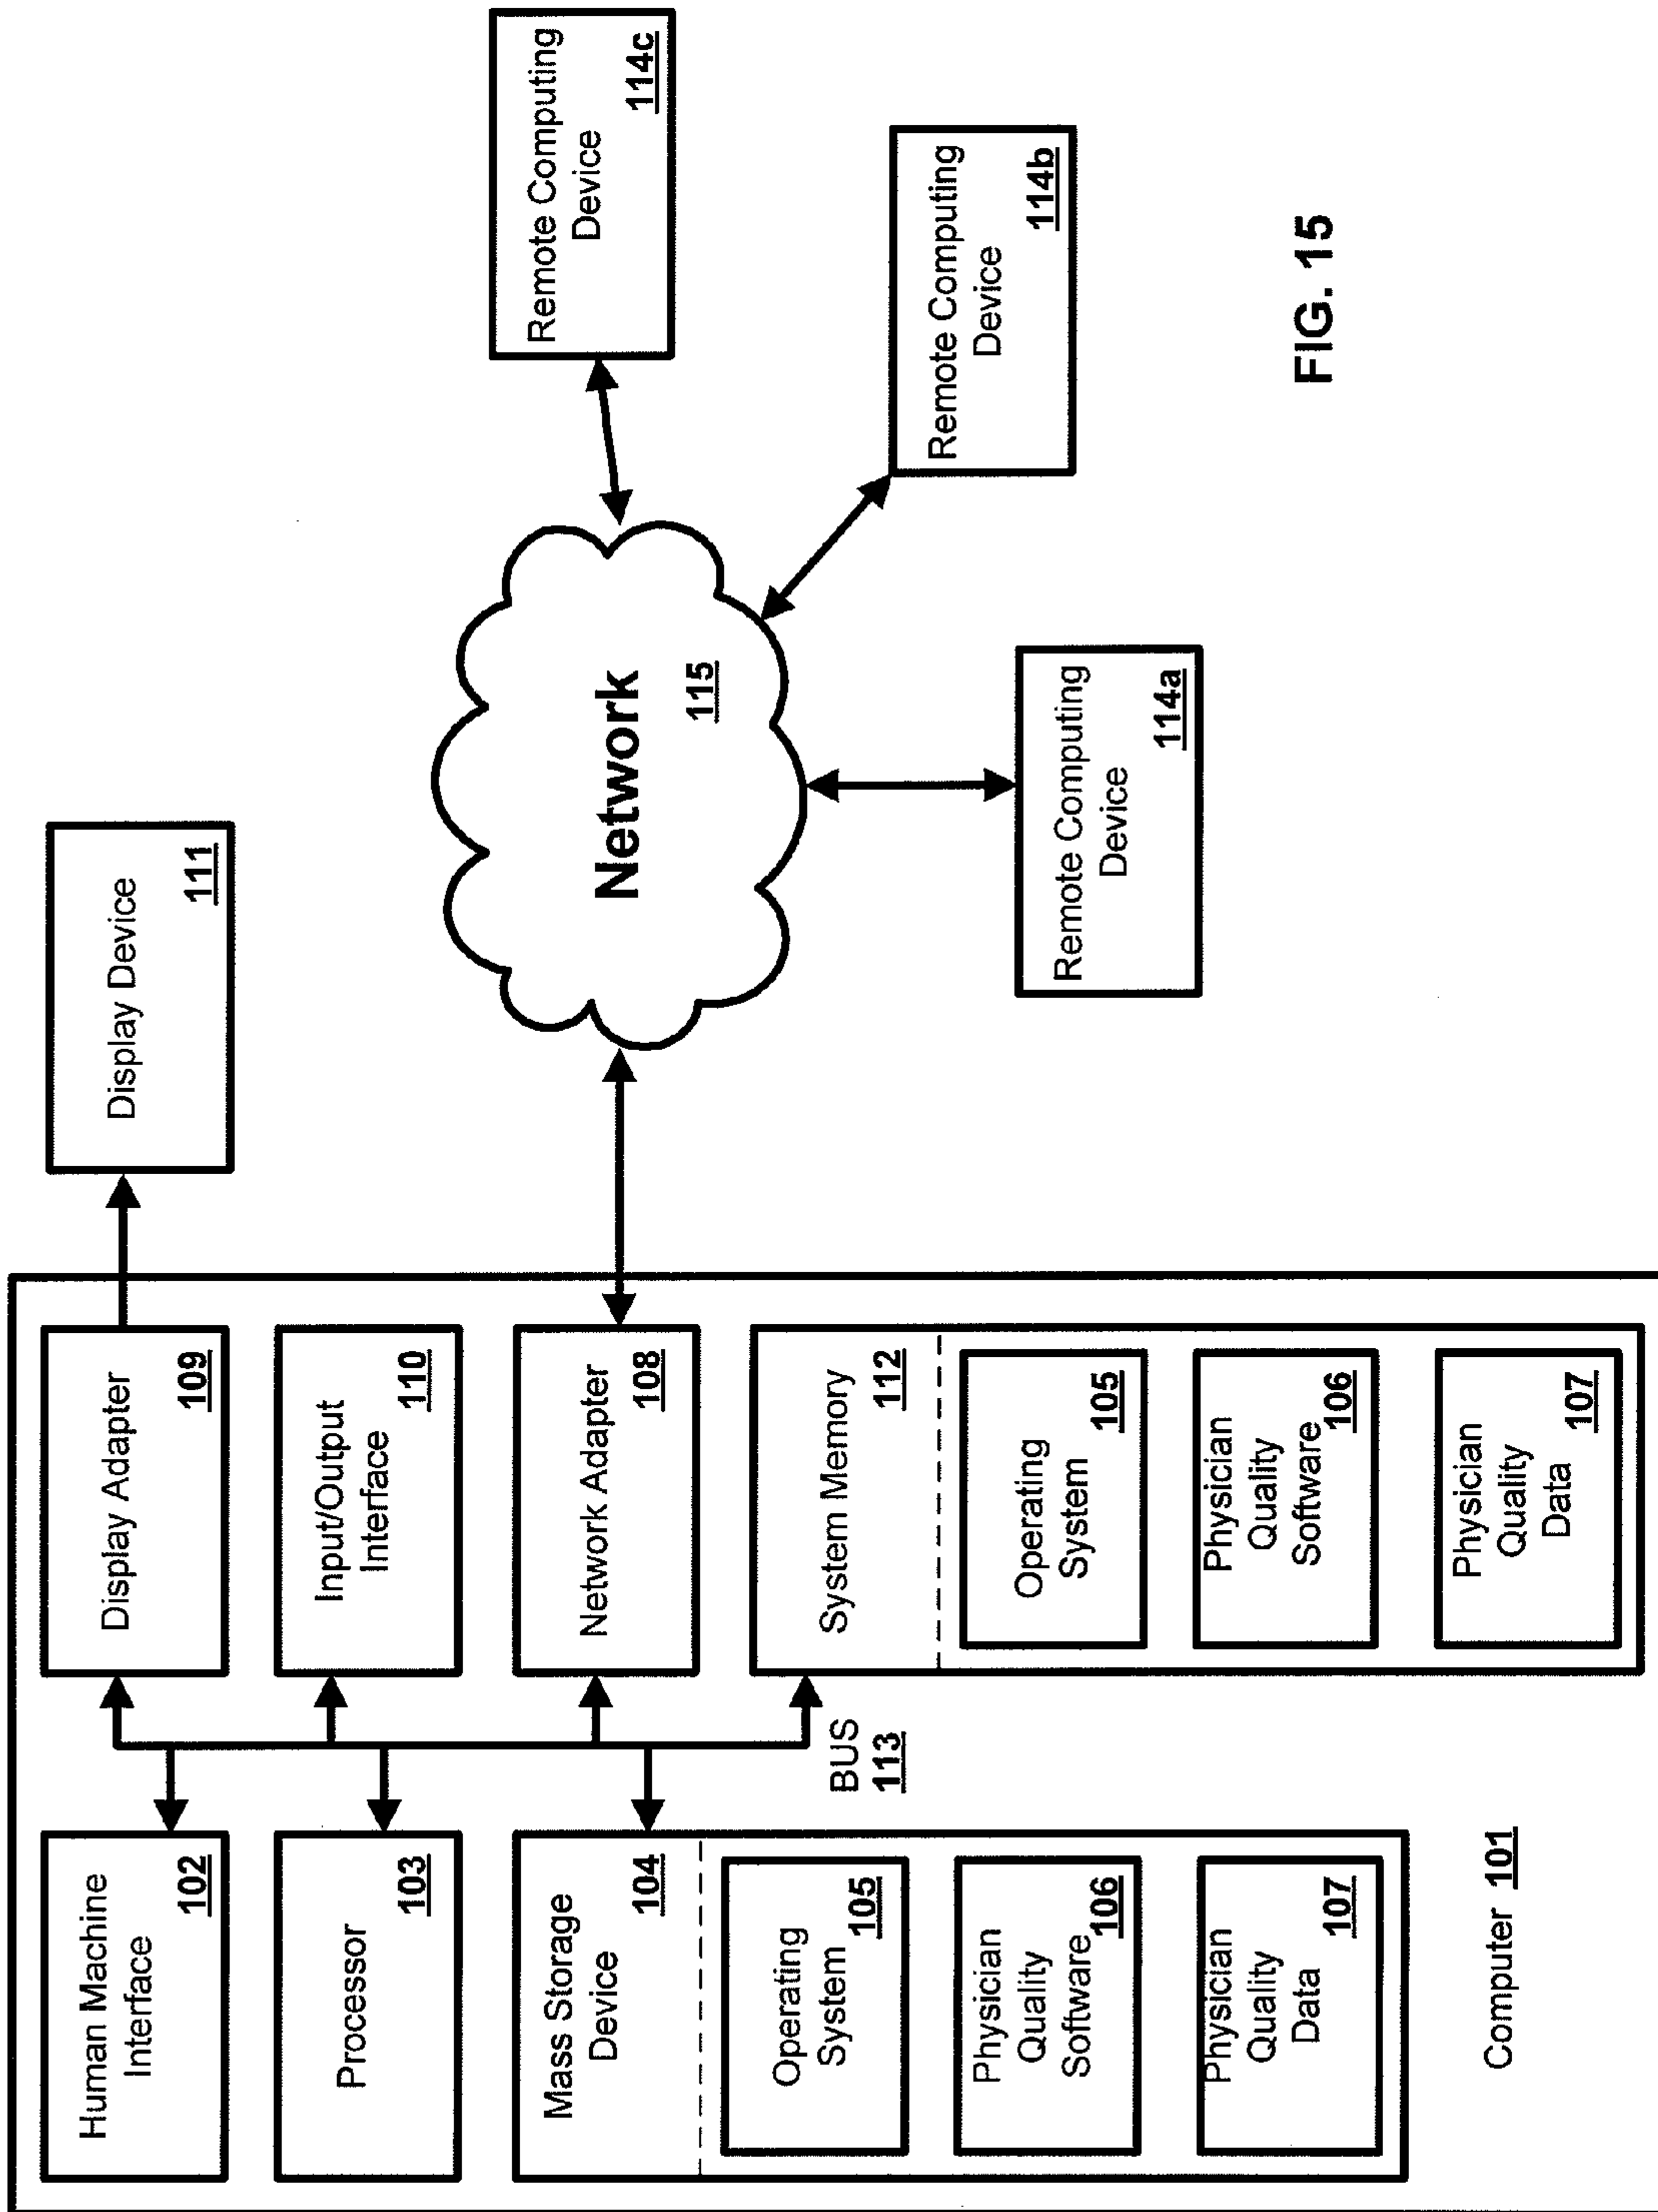 Human Machine
Interface
102
Processor
103
Mass Storage
Device
104
Operating
System
105
Physician
Quality
Software
106
Physician
Quality
Data
107
Computer 101
BUS
113
Display Adapter
109
Input/Output
Interface
110
Network Adapter
108
System Memory
112
Operating
System
105
Physician
Quality
Software
106
Physician
Quality
Data
107
Display Device
111
Network
115
Remote Computing
Device
114a
Remote Computing
Device
114b
Remote Computing
Device
114c
FIG. 15